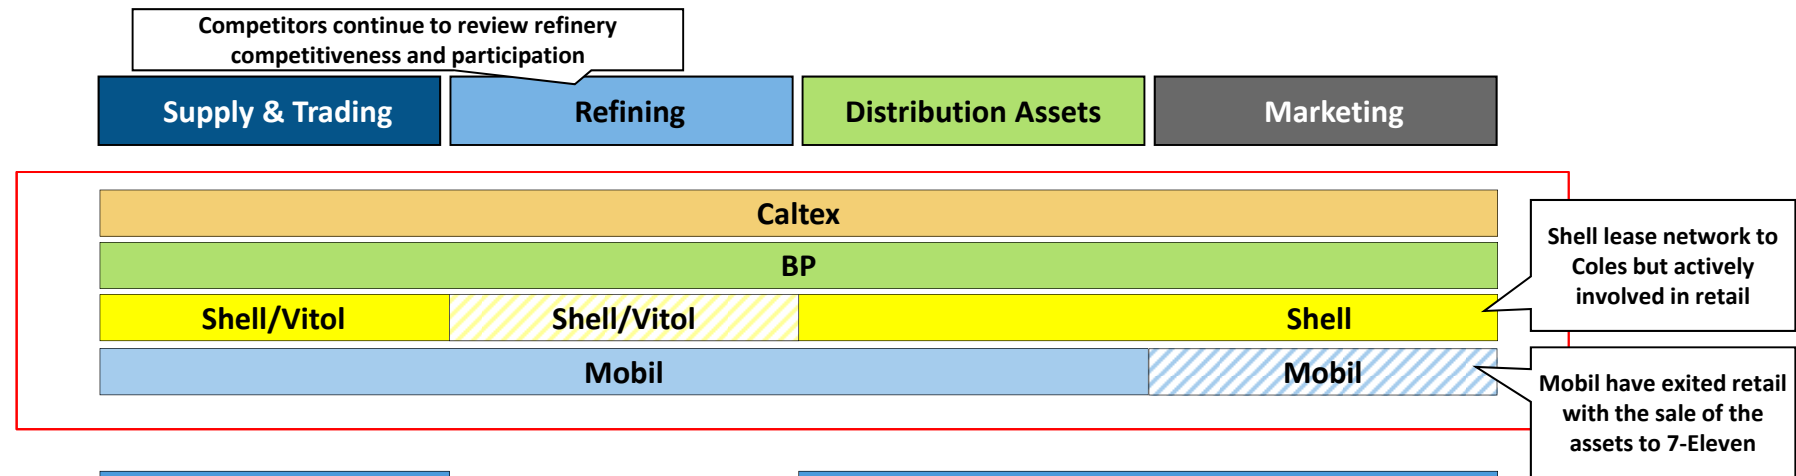 Competitors continue to review refinery
competitiveness and participation
Supply & Trading
Refining
Distribution Assets
Marketing
Caltex
BP
Shell/Vitol
Shell/Vitol
Shell
Shell lease network to
Coles but actively
involved in retail
Mobil
Mobil
Mobil have exited retail
with the sale of the
assets to 7-Eleven